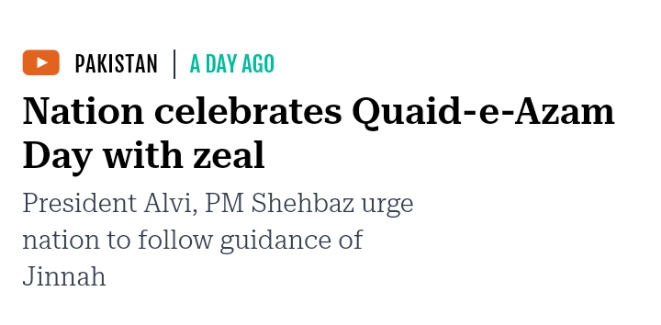 PAKISTAN | A DAY AGO
Nation celebrates Quaid-e-Azam
Day with zeal
President Alvi, PM Shehbaz urge
nation to follow guidance of
Jinnah